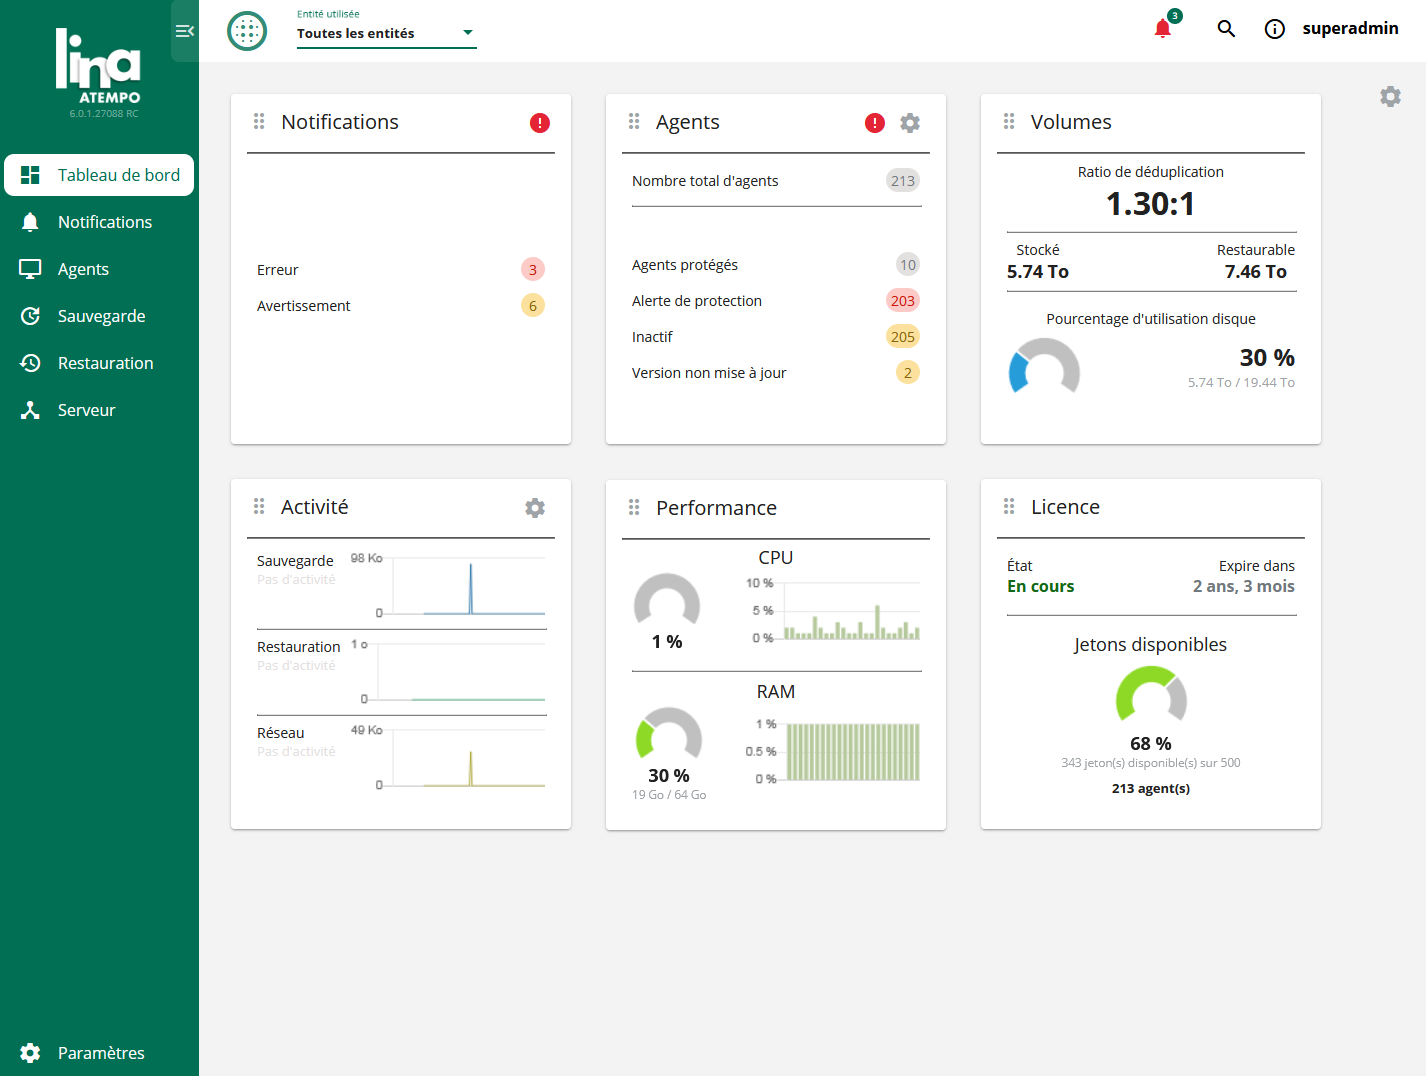 lina
ATEMPO
6.0.1.27088 RC
Tableau de bord
Notifications
Agents
Sauvegarde
Restauration
Serveur
Paramètres
Entité utilisée
Toutes les entités
3
superadmin
Notifications
Erreur 3
Avertissement 6
Agents
Nombre total d'agents 213
Agents protégés 10
Alerte de protection 203
Inactif 205
Version non mise à jour 2
Volumes
Ratio de déduplication
1.30:1
Stocké Restaurable
5.74 To 7.46 To
Pourcentage d'utilisation disque
30 %
5.74 To / 19.44 To
Activité
Sauvegarde 98 Ko
Pas d'activité
0
Restauration 1 o
Pas d'activité
0
Réseau 49 Ko
Pas d'activité
0
Performance
CPU
10 %
5 %
0 %
1 %
RAM
1 %
0.5 %
0 %
30 %
19 Go / 64 Go
Licence
État Expire dans
En cours 2 ans, 3 mois
Jetons disponibles
68 %
343 jeton(s) disponible(s) sur 500
213 agent(s)